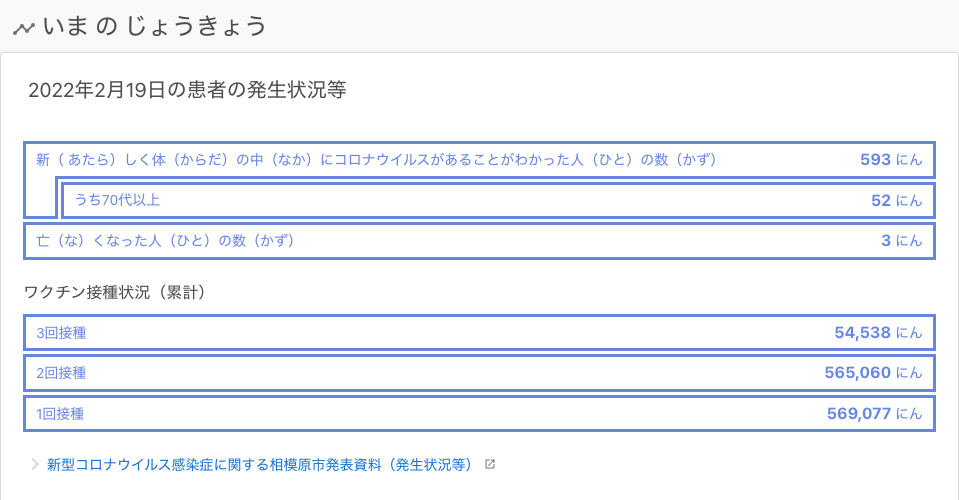 いま の じょうきょう
2022年2月19日の患者の発生状況等
新（ あたら）しく体（からだ）の中（なか）にコロナウイルスがあることがわかった人（ひと）の数（かず） 593 にん
うち70代以上 52 にん
亡（な）くなった人（ひと）の数（かず） 3 にん
ワクチン接種状況（累計）
3回接種 54,538 にん
2回接種 565,060 にん
1回接種 569,077 にん
新型コロナウイルス感染症に関する相模原市発表資料（発生状況等）